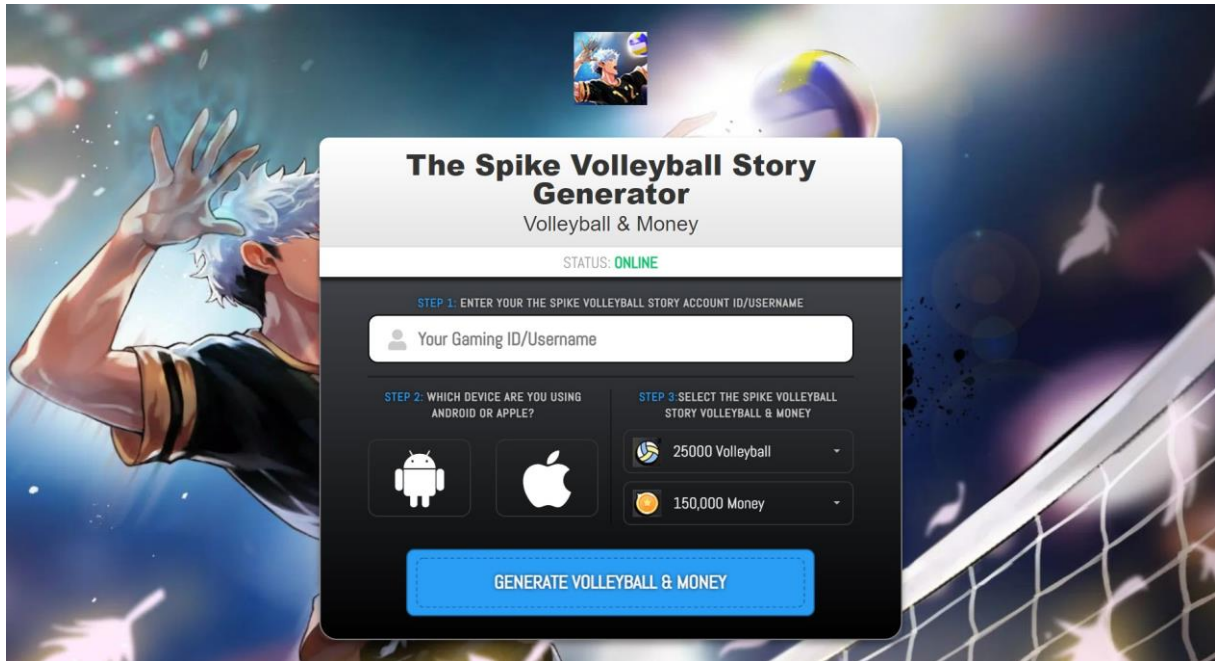 The Spike Volleyball Story
Generator
Volleyball & Money
STATUS: ONLINE
STEP 1: ENTER YOUR THE SPIKE VOLLEYBALL STORY ACCOUNT ID/USERNAME
Your Gaming ID/Username
STEP 2: WHICH DEVICE ARE YOU USING
ANDROID OR APPLE?
STEP 3:SELECT THE SPIKE VOLLEYBALL
STORY VOLLEYBALL & MONEY
25000 Volleyball
150,000 Money
GENERATE VOLLEYBALL & MONEY